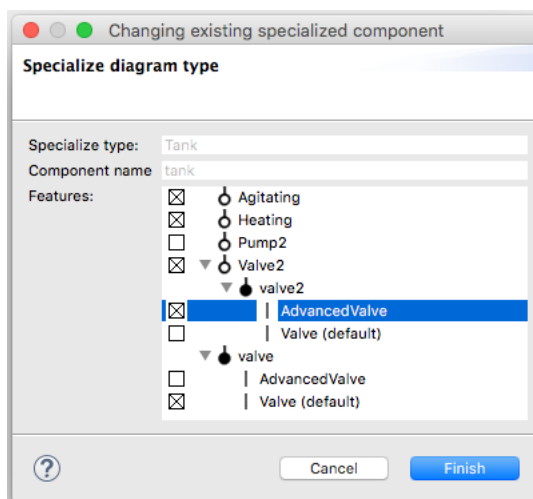 Changing existing specialized component
Specialize diagram type
Specialize type: Tank
Component name tank
Features:
Agitating
Heating
Pump2
Valve2
valve2
AdvancedValve
Valve (default)
valve
AdvancedValve
Valve (default)
?
Cancel
Finish